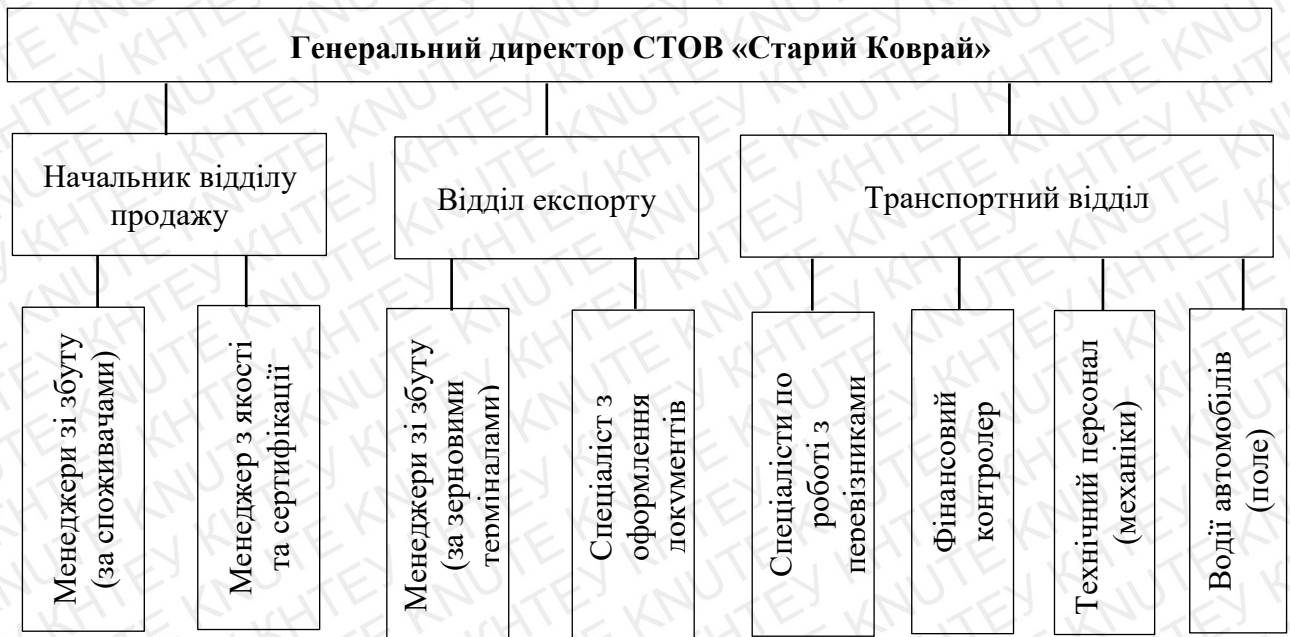 Генеральний директор СТОВ «Старий Коврай»
Начальник відділу
продажу
Відділ експорту
Транспортний відділ
Менеджери зі збуту
(за споживачами)
Менеджер з якості
та сертифікації
Менеджери зі збуту
(за зерновими
терміналами)
Спеціаліст з
оформлення
документів
Спеціалісти по
роботі з
перевізниками
Фінансовий
контролер
Технічний персонал
(механіки)
Водії автомобілів
(поле)